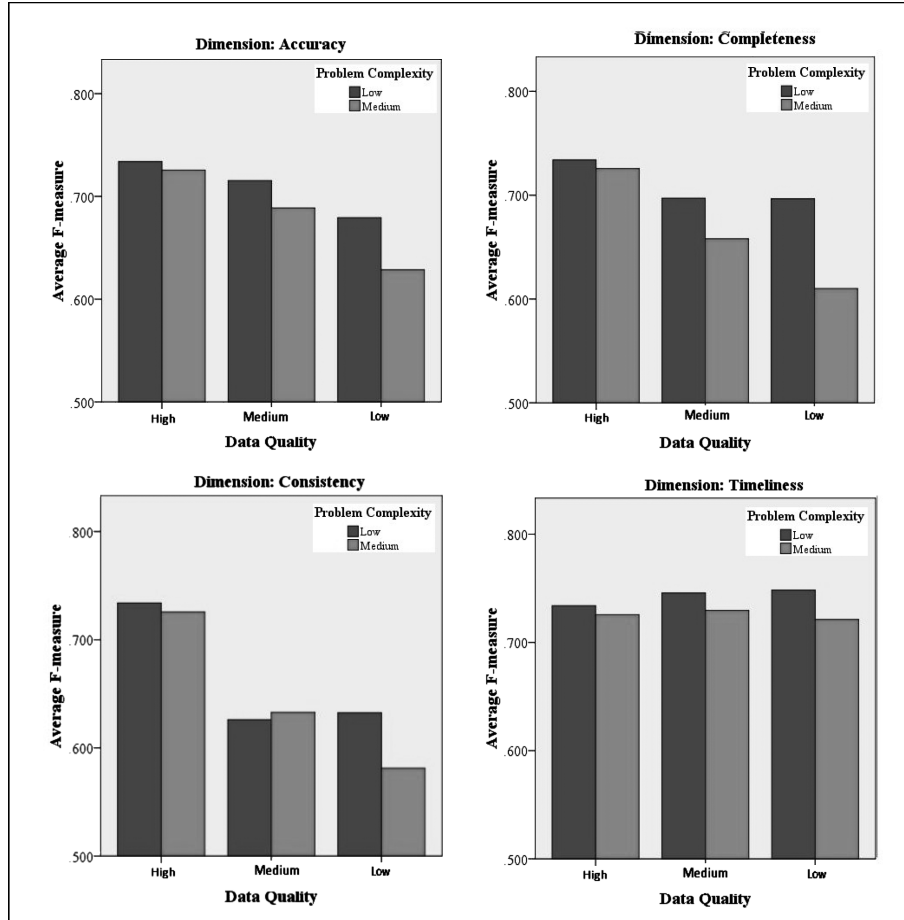 Dimension: Accuracy
Problem Complexity
Low
Medium
.800
.700
.600
.500
Average F-measure
High Medium Low
Data Quality
Dimension: Completeness
Problem Complexity
Low
Medium
.800
.700
.600
.500
Average F-measure
High Medium Low
Data Quality
Dimension: Consistency
Problem Complexity
Low
Medium
.800
.700
.600
.500
Average F-measure
High Medium Low
Data Quality
Dimension: Timeliness
Problem Complexity
Low
Medium
.800
.700
.600
.500
Average F-measure
High Medium Low
Data Quality